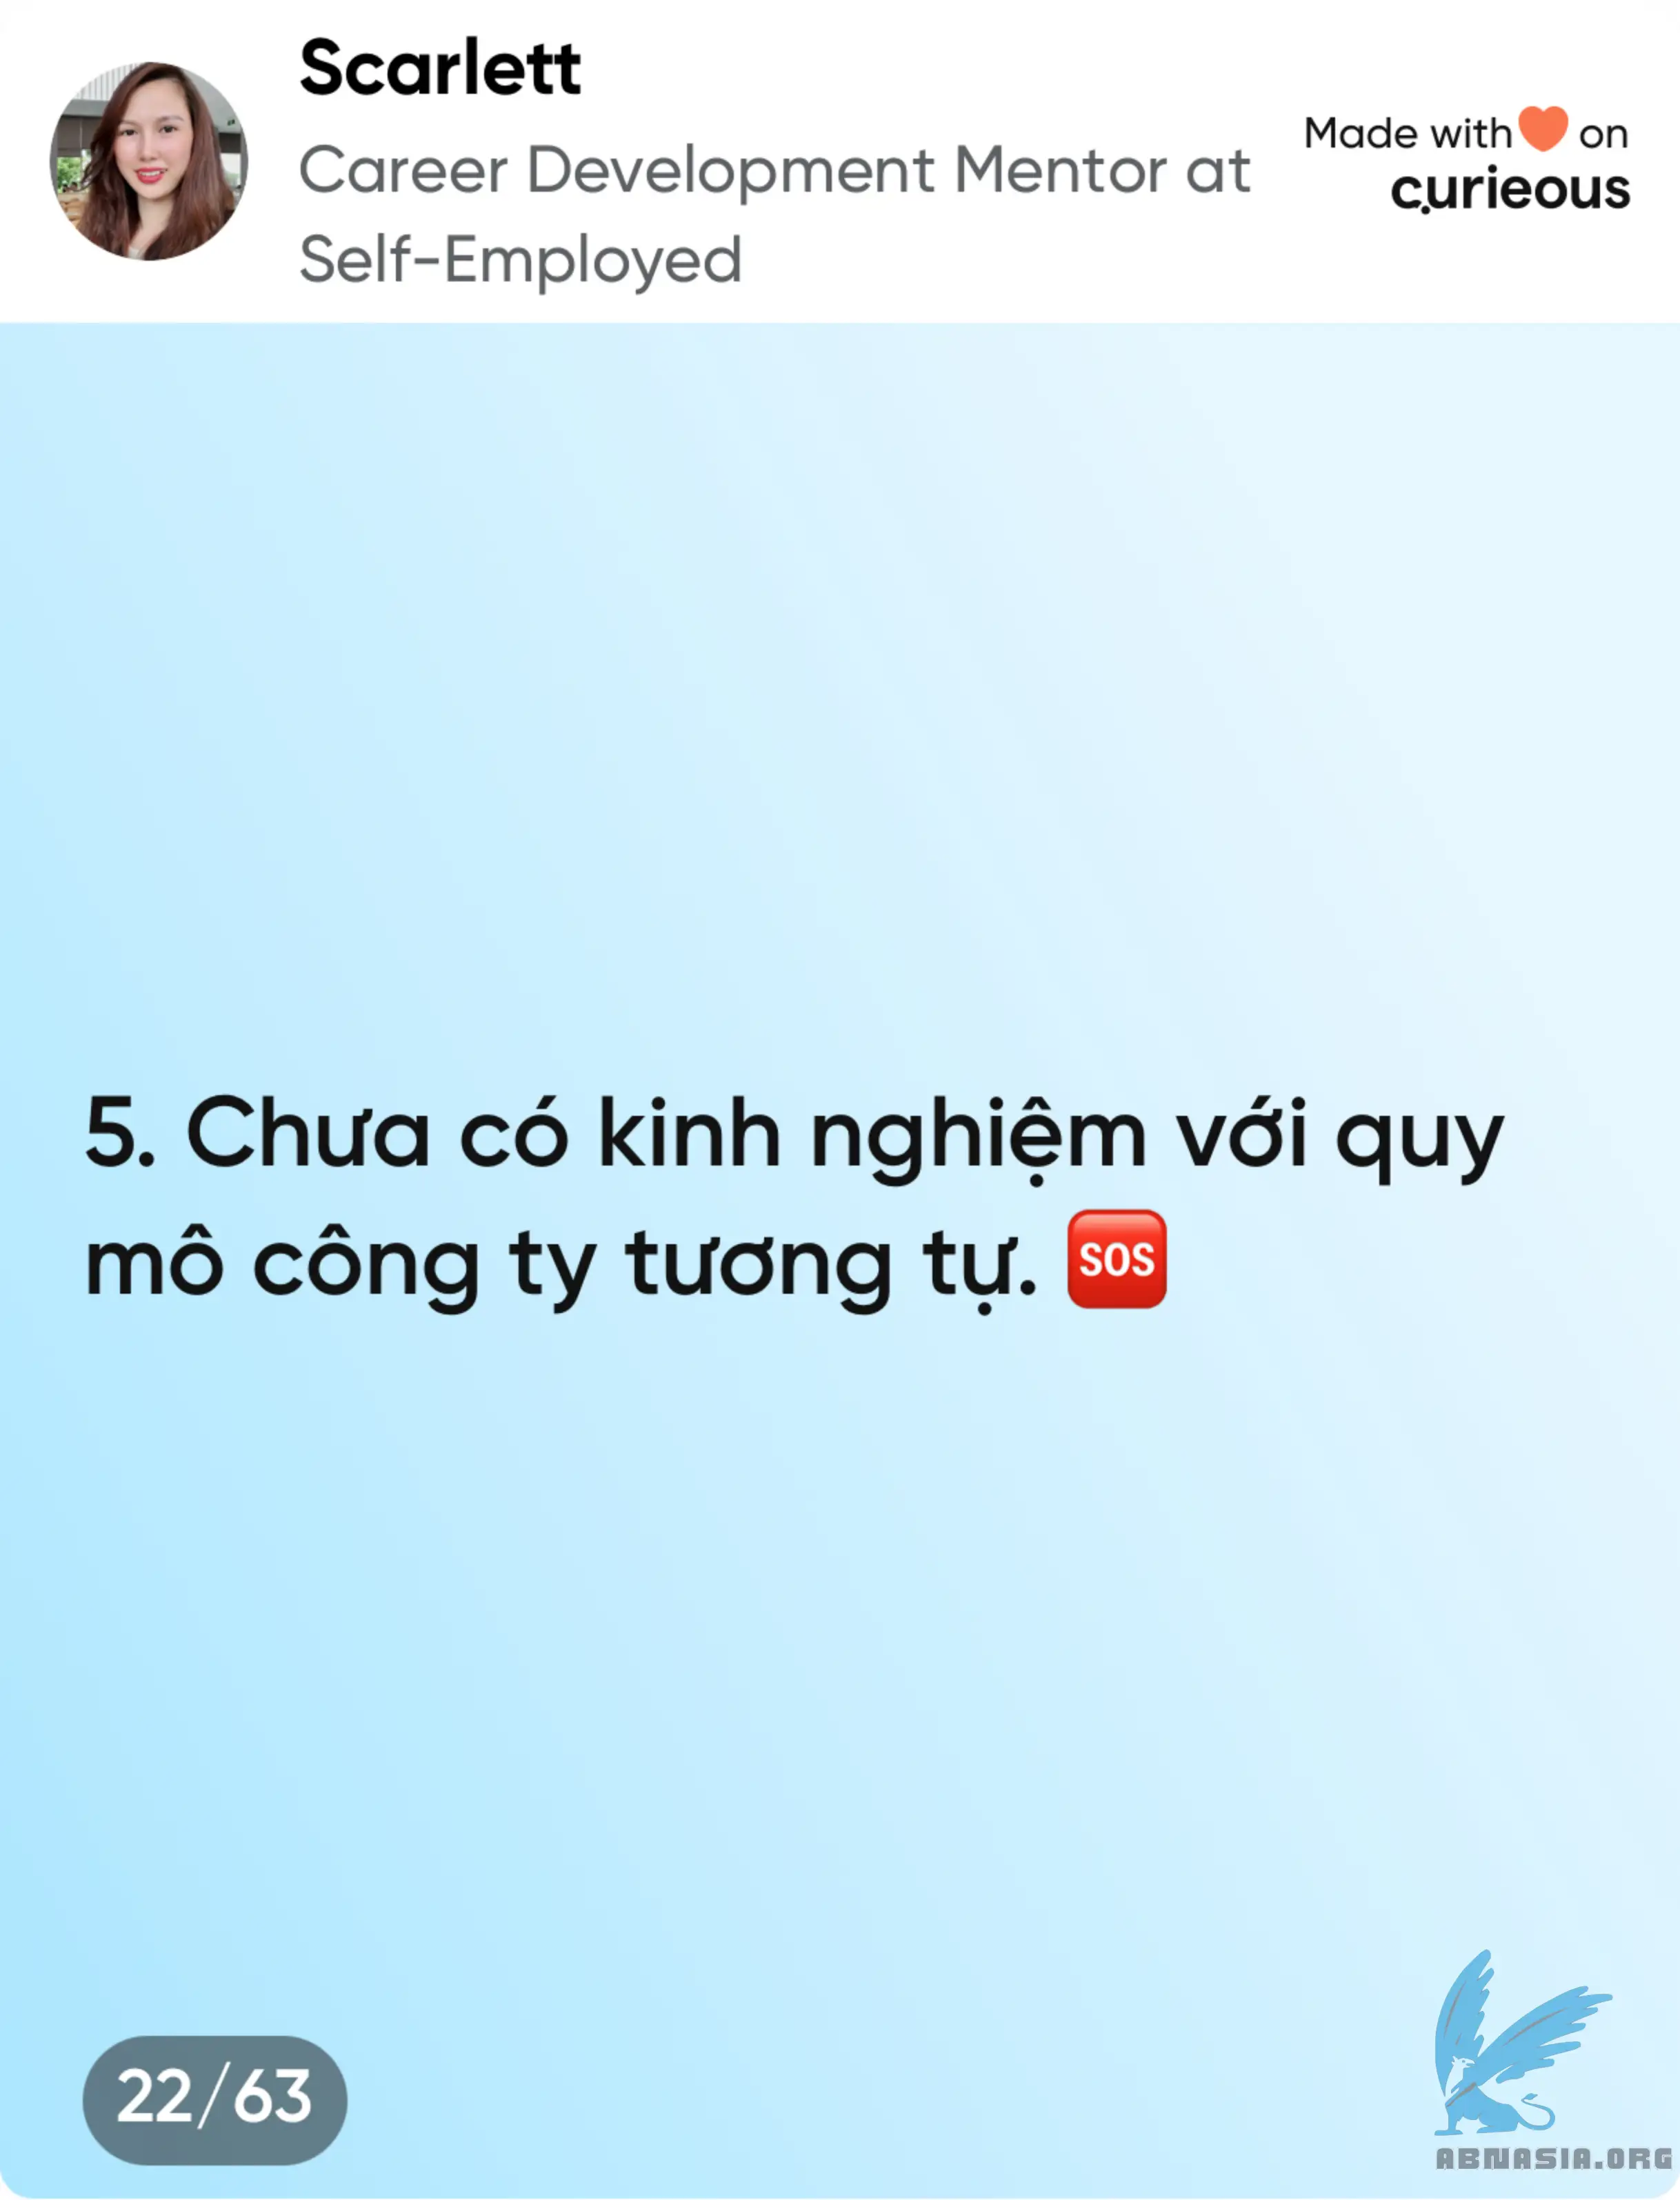 Scarlett
Career Development Mentor at
Self-Employed
Made with🧡 on
curieous
5. Chưa có kinh nghiệm với quy
mô công ty tương tự. 🆘
22/63
ABNASIA.ORG